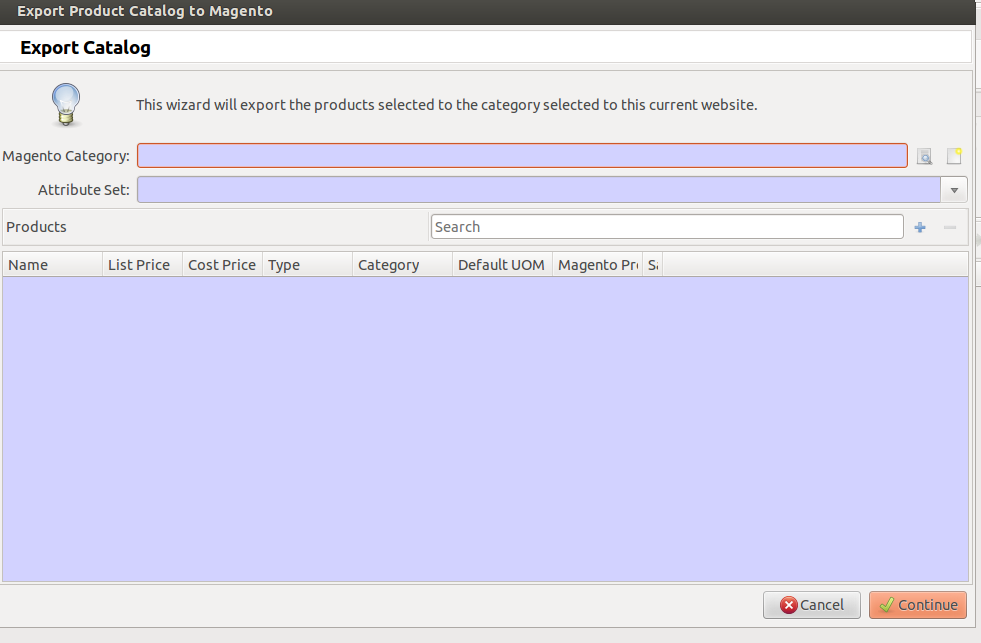 Export Product Catalog to Magento
Export Catalog
This wizard will export the products selected to the category selected to this current website.
Magento Category:
Attribute Set:
Products Search
Name List Price Cost Price Type Category Default UOM Magento Pr
Cancel Continue